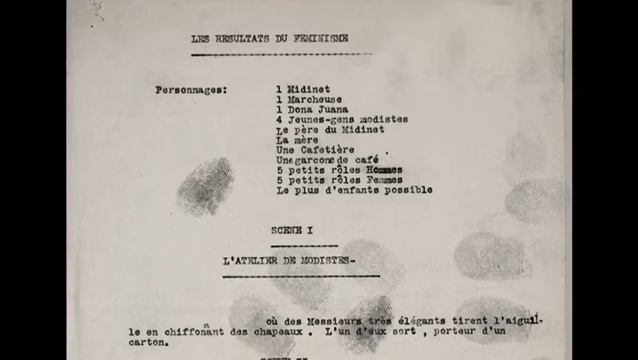 LES RESULTATS DU FEMINISME
Personnages:
1 Midinet
1 Marcheuse
1 Dona Juana
4 Jeunes-gens modistes
Le père du Midinet
La mère
Une Cafetière
Une garconne de café
5 petits rôles Hommes
5 petits rôles Femmes
Le plus d'enfants possible
SCENE I
L'ATELIER DE MODISTES-
où des Messieurs très élégants tirent l'aiguil-
le en chiffonant des chapeaux . L'un d'eux sort , porteur d'un
carton.